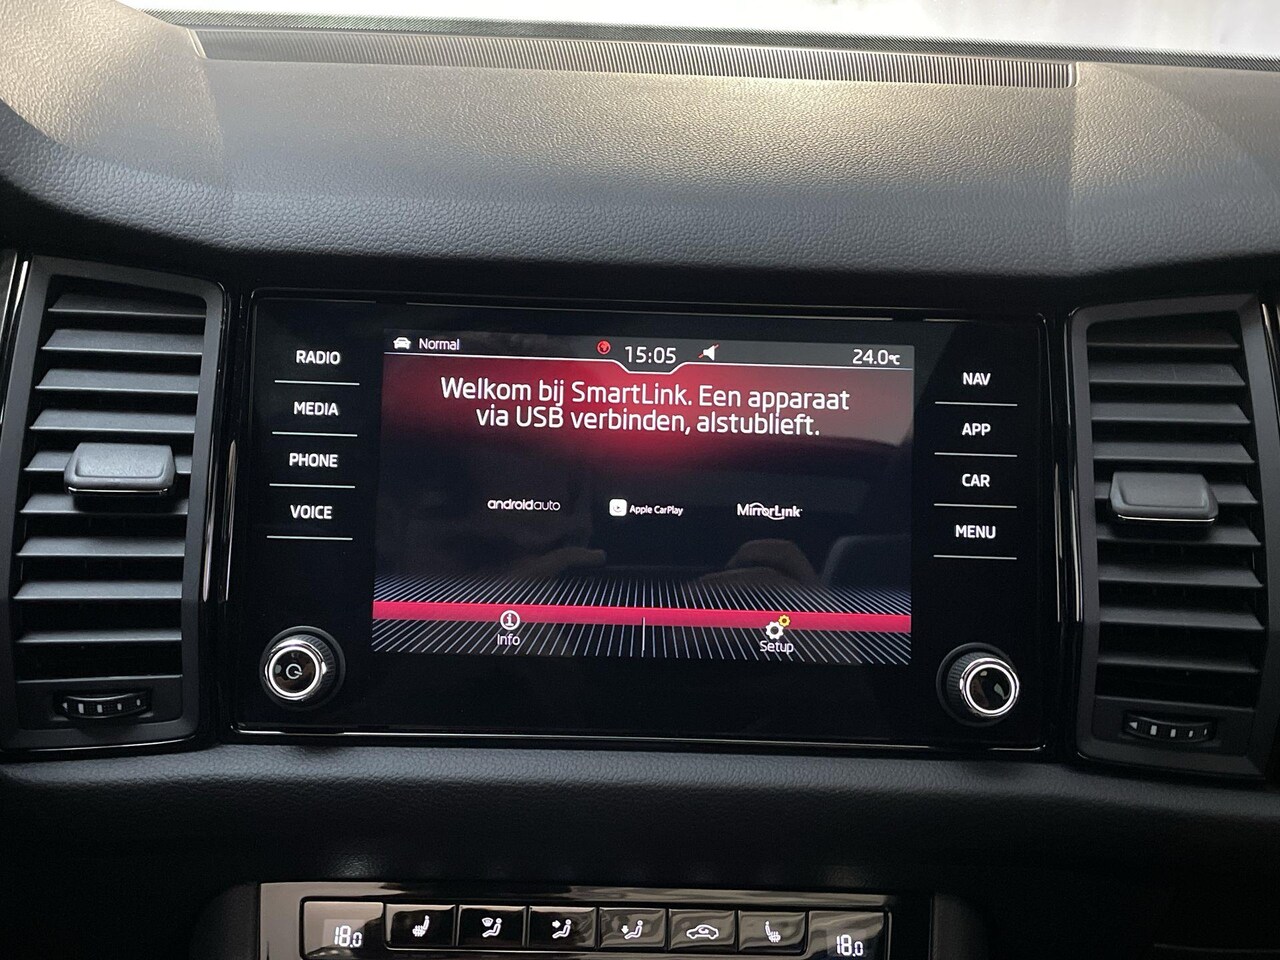 Normal
15:05
24.0°C
RADIO
MEDIA
PHONE
VOICE
Welkom bij SmartLink. Een apparaat
via USB verbinden, alstublieft.
androidauto
Apple CarPlay
MirrorLink
Info
Setup
NAV
APP
CAR
MENU
18.0
18.0